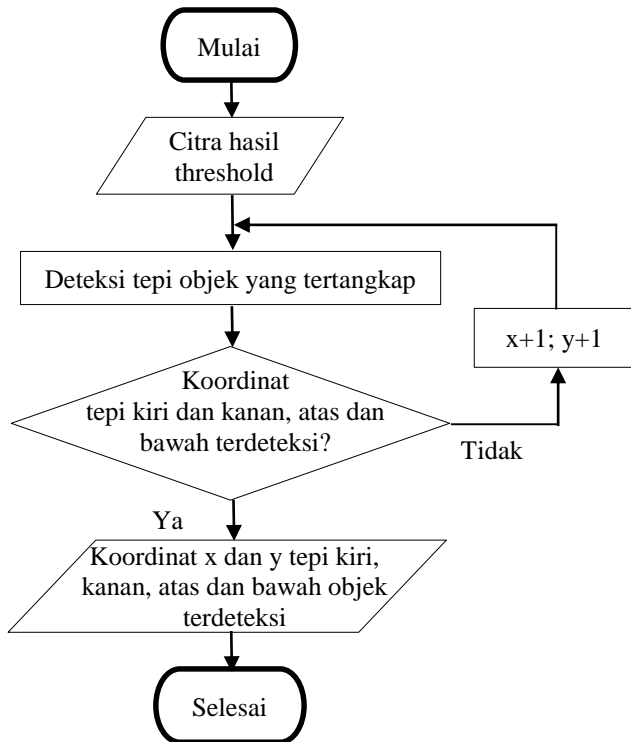 Mulai
Citra hasil
threshold
Deteksi tepi objek yang tertangkap
x+1; y+1
Koordinat
tepi kiri dan kanan, atas dan
bawah terdeteksi?
Tidak
Ya
Koordinat x dan y tepi kiri,
kanan, atas dan bawah objek
terdeteksi
Selesai